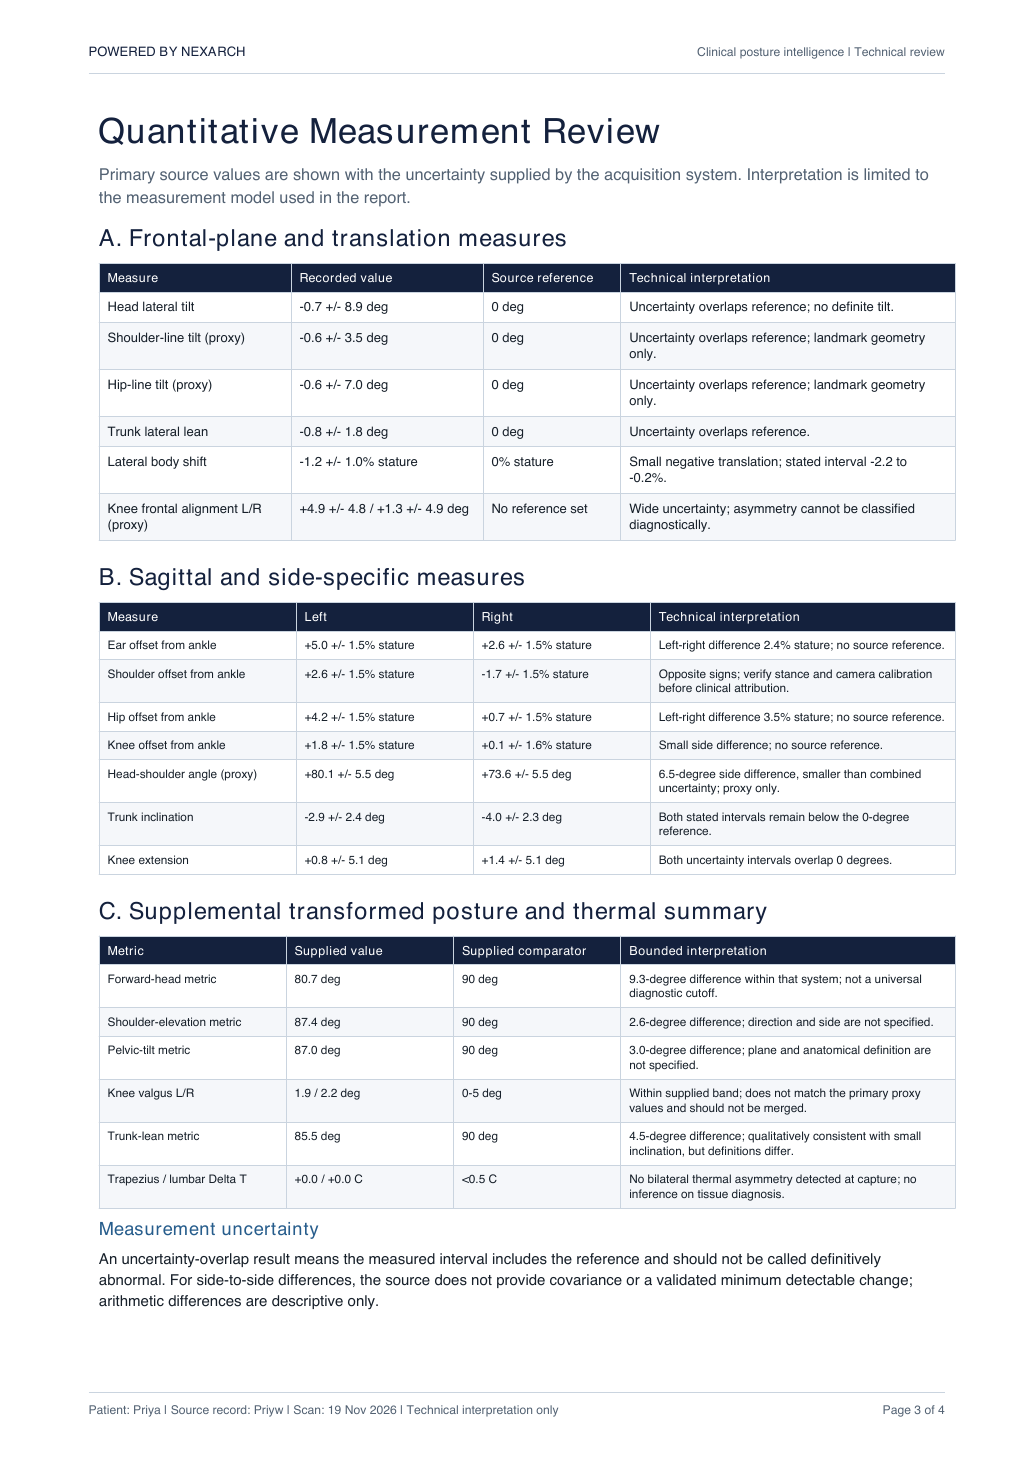 POWERED BY NEXARCH
Clinical posture intelligence | Technical review
Quantitative Measurement Review
Primary source values are shown with the uncertainty supplied by the acquisition system. Interpretation is limited to
the measurement model used in the report.
A. Frontal-plane and translation measures
Measure Recorded value Source reference Technical interpretation
Head lateral tilt -0.7 +/- 8.9 deg 0 deg Uncertainty overlaps reference; no definite tilt.
Shoulder-line tilt (proxy) -0.6 +/- 3.5 deg 0 deg Uncertainty overlaps reference; landmark geometry
only.
Hip-line tilt (proxy) -0.6 +/- 7.0 deg 0 deg Uncertainty overlaps reference; landmark geometry
only.
Trunk lateral lean -0.8 +/- 1.8 deg 0 deg Uncertainty overlaps reference.
Lateral body shift -1.2 +/- 1.0% stature 0% stature Small negative translation; stated interval -2.2 to
-0.2%.
Knee frontal alignment L/R +4.9 +/- 4.8 / +1.3 +/- 4.9 deg No reference set Wide uncertainty; asymmetry cannot be classified
(proxy) diagnostically.
B. Sagittal and side-specific measures
Measure Left Right Technical interpretation
Ear offset from ankle +5.0 +/- 1.5% stature +2.6 +/- 1.5% stature Left-right difference 2.4% stature; no source reference.
Shoulder offset from ankle +2.6 +/- 1.5% stature -1.7 +/- 1.5% stature Opposite signs; verify stance and camera calibration
before clinical attribution.
Hip offset from ankle +4.2 +/- 1.5% stature +0.7 +/- 1.5% stature Left-right difference 3.5% stature; no source reference.
Knee offset from ankle +1.8 +/- 1.5% stature +0.1 +/- 1.6% stature Small side difference; no source reference.
Head-shoulder angle (proxy) +80.1 +/- 5.5 deg +73.6 +/- 5.5 deg 6.5-degree side difference, smaller than combined
uncertainty; proxy only.
Trunk inclination -2.9 +/- 2.4 deg -4.0 +/- 2.3 deg Both stated intervals remain below the 0-degree
reference.
Knee extension +0.8 +/- 5.1 deg +1.4 +/- 5.1 deg Both uncertainty intervals overlap 0 degrees.
C. Supplemental transformed posture and thermal summary
Metric Supplied value Supplied comparator Bounded interpretation
Forward-head metric 80.7 deg 90 deg 9.3-degree difference within that system; not a universal
diagnostic cutoff.
Shoulder-elevation metric 87.4 deg 90 deg 2.6-degree difference; direction and side are not specified.
Pelvic-tilt metric 87.0 deg 90 deg 3.0-degree difference; plane and anatomical definition are
not specified.
Knee valgus L/R 1.9 / 2.2 deg 0-5 deg Within supplied band; does not match the primary proxy
values and should not be merged.
Trunk-lean metric 85.5 deg 90 deg 4.5-degree difference; qualitatively consistent with small
inclination, but definitions differ.
Trapezius / lumbar Delta T +0.0 / +0.0 C <0.5 C No bilateral thermal asymmetry detected at capture; no
inference on tissue diagnosis.
Measurement uncertainty
An uncertainty-overlap result means the measured interval includes the reference and should not be called definitively
abnormal. For side-to-side differences, the source does not provide covariance or a validated minimum detectable change;
arithmetic differences are descriptive only.
Patient: Priya | Source record: Priyw | Scan: 19 Nov 2026 | Technical interpretation only
Page 3 of 4